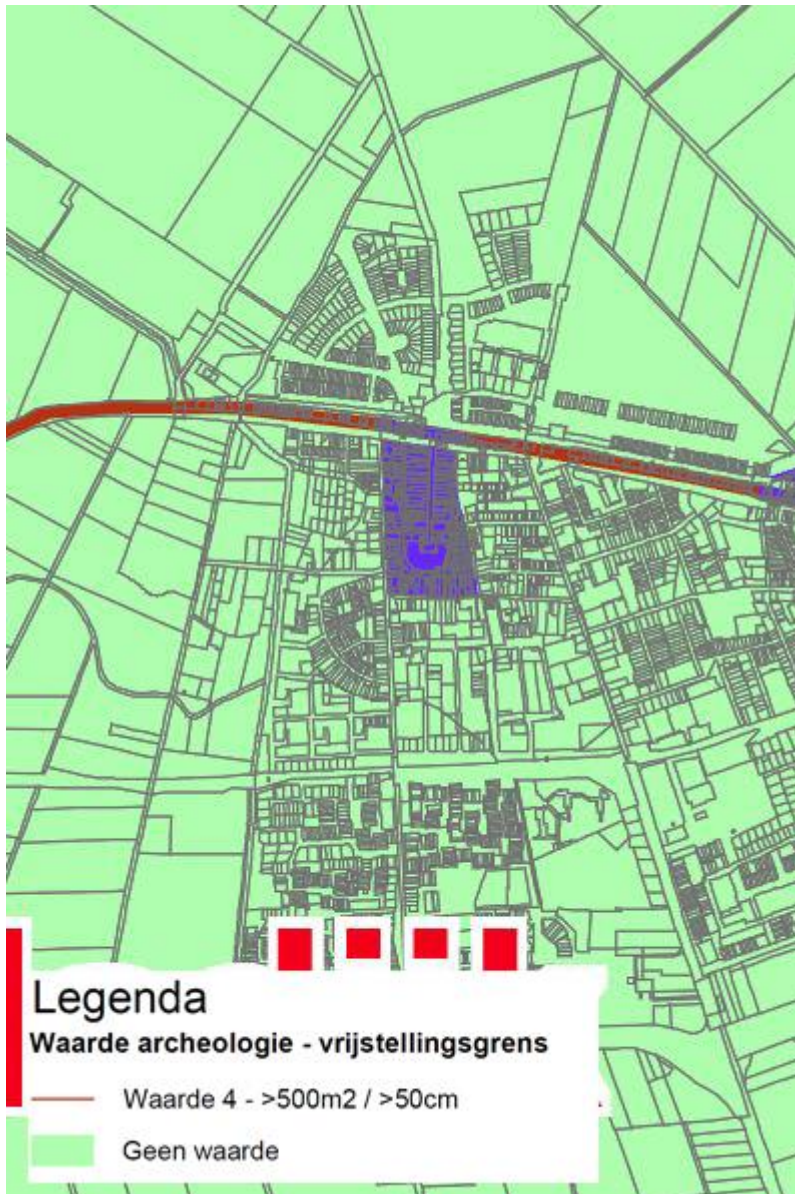 Legenda
Waarde archeologie - vrijstellingsgrens
Waarde 4 - >500m2 / >50cm
Geen waarde